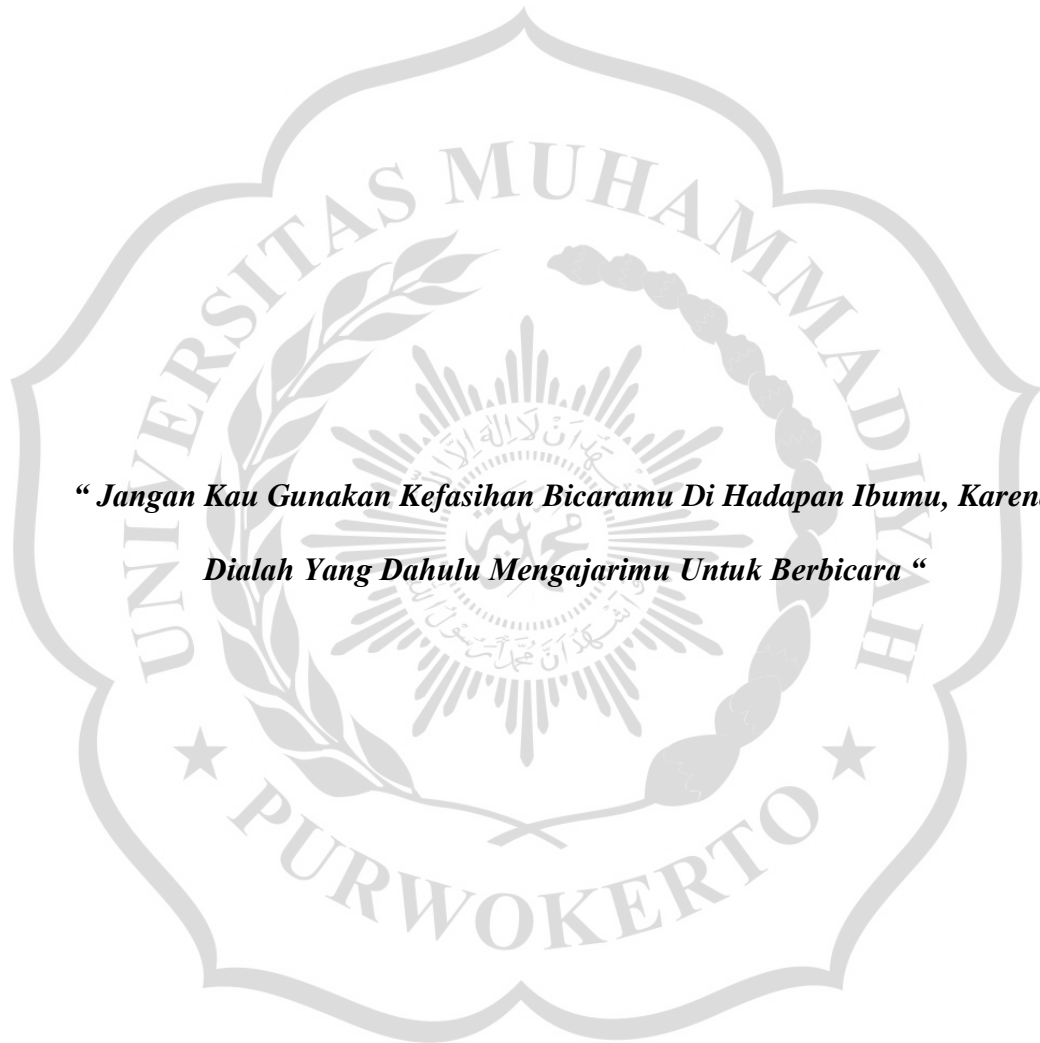 UNIVERSITAS MUHAMMADIYAH
“ Jangan Kau Gunakan Kefasihan Bicaramu Di Hadapan Ibumu, Karen
Dialah Yang Dahulu Mengajarimu Untuk Berbicara “
★ PURWOKERTO ★